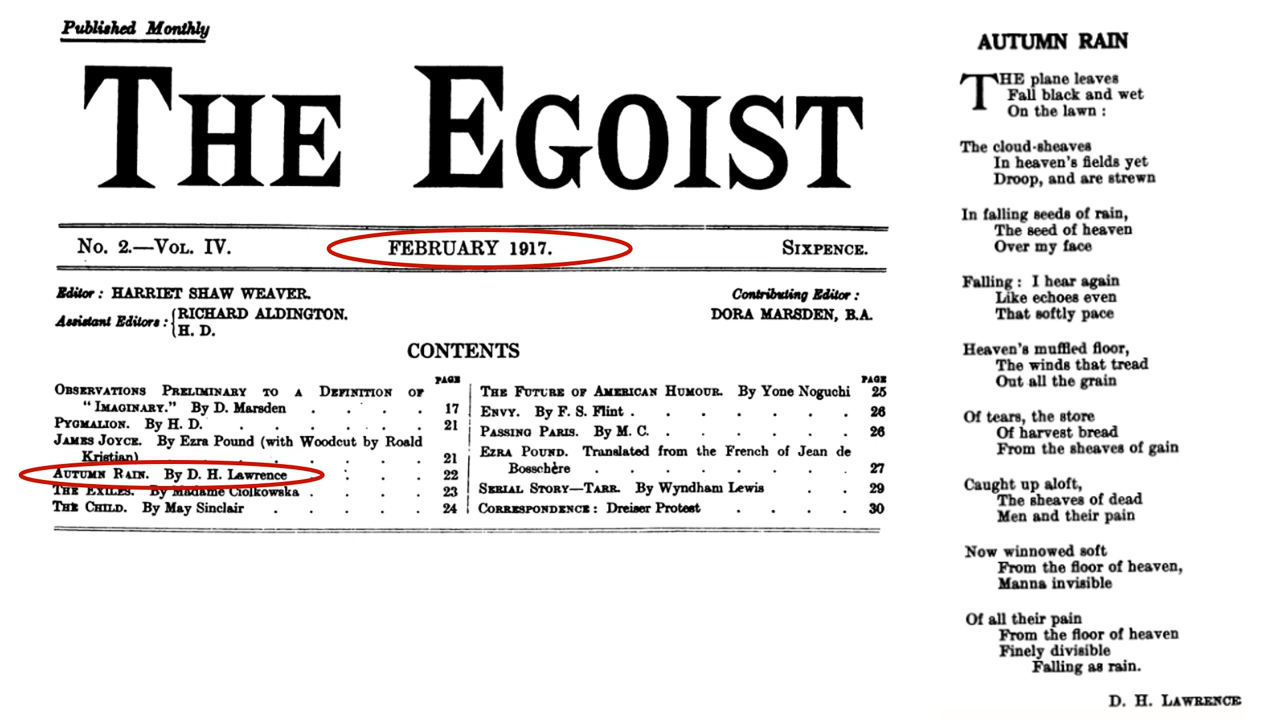 Published Monthly
THE EGOIST
No. 2.—VOL. IV.
FEBRUARY 1917.
SIXPENCE.
Editor: HARRIET SHAW WEAVER.
Assistant Editors: { RICHARD ALDINGTON.
H. D.
Contributing Editor:
DORA MARSDEN, B.A.
CONTENTS
PAGE
OBSERVATIONS PRELIMINARY TO A DEFINITION OF
"IMAGINARY." By D. Marsden . . . . 17
PYGMALION. By H. D. . . . . . . 21
JAMES JOYCE. By Ezra Pound (with Woodcut by Roald
Kristian) . . . . . . 21
AUTUMN RAIN. By D. H. Lawrence . . . . 22
THE EXILES. By Madame Ciolkowska . . . . 23
THE CHILD. By May Sinclair . . . . . 24
PAGE
THE FUTURE OF AMERICAN HUMOUR. By Yone Noguchi 25
ENVY. By F. S. Flint . . . . . . . 26
PASSING PARIS. By M. C. . . . . . . 26
EZRA POUND. Translated from the French of Jean de
Bosschère . . . . . . . 27
SERIAL STORY—TARR. By Wyndham Lewis . . . 29
CORRESPONDENCE: Dreiser Protest . . . . 30
AUTUMN RAIN
THE plane leaves
Fall black and wet
On the lawn:
The cloud-sheaves
In heaven's fields yet
Droop, and are strewn
In falling seeds of rain,
The seed of heaven
Over my face
Falling: I hear again
Like echoes even
That softly pace
Heaven's muffled floor,
The winds that tread
Out all the grain
Of tears, the store
Of harvest bread
From the sheaves of gain
Caught up aloft,
The sheaves of dead
Men and their pain
Now winnowed soft
From the floor of heaven,
Manna invisible
Of all their pain
From the floor of heaven
Finely divisible
Falling as rain.
D. H. LAWRENCE